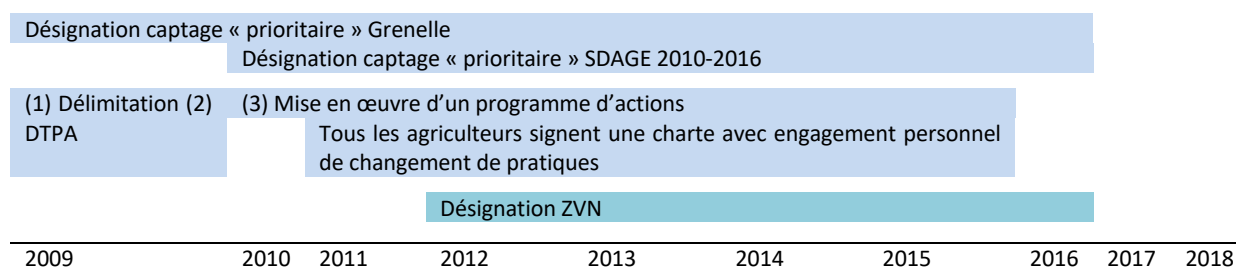 Désignation captage « prioritaire » Grenelle
Désignation captage « prioritaire » SDAGE 2010-2016
(1) Délimitation (2) (3) Mise en œuvre d’un programme d’actions
DTPA Tous les agriculteurs signent une charte avec engagement personnel
de changement de pratiques
Désignation ZVN
2009 2010 2011 2012 2013 2014 2015 2016 2017 2018